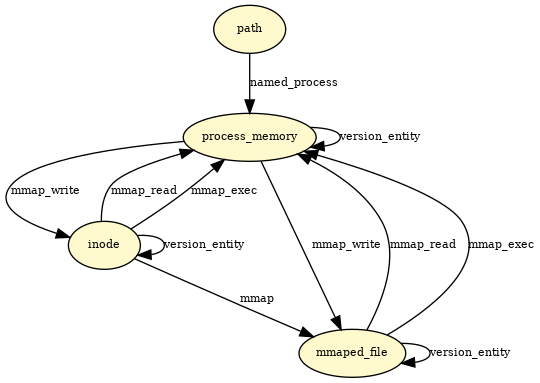 path
named_process
process_memory
version_entity
mmap_write
mmap_read
mmap_exec
inode
version_entity
mmap_write
mmap_read
mmap_exec
mmap
mmaped_file
version_entity